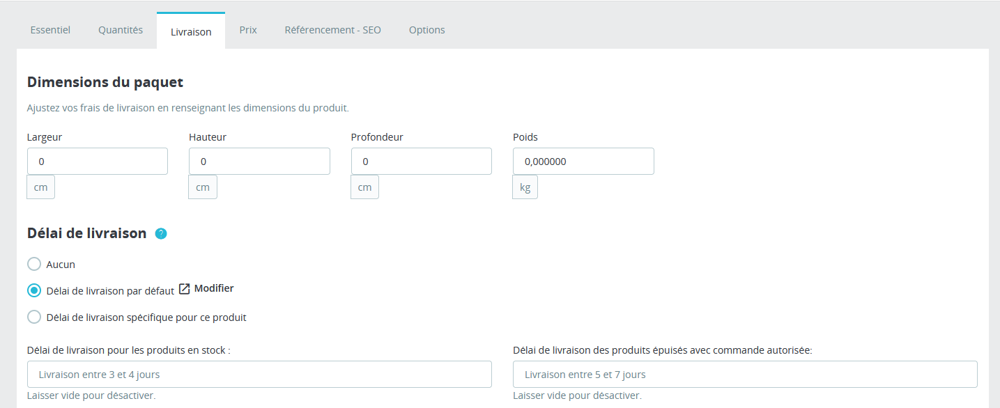 Essentiel Quantités Livraison Prix Référencement - SEO Options
Dimensions du paquet
Ajustez vos frais de livraison en renseignant les dimensions du produit.
Largeur Hauteur Profondeur Poids
0 0 0 0,000000
cm cm cm kg
Délai de livraison ?
Aucun
Délai de livraison par défaut Modifier
Délai de livraison spécifique pour ce produit
Délai de livraison pour les produits en stock : Délai de livraison des produits épuisés avec commande autorisée:
Livraison entre 3 et 4 jours Livraison entre 5 et 7 jours
Laisser vide pour désactiver. Laisser vide pour désactiver.